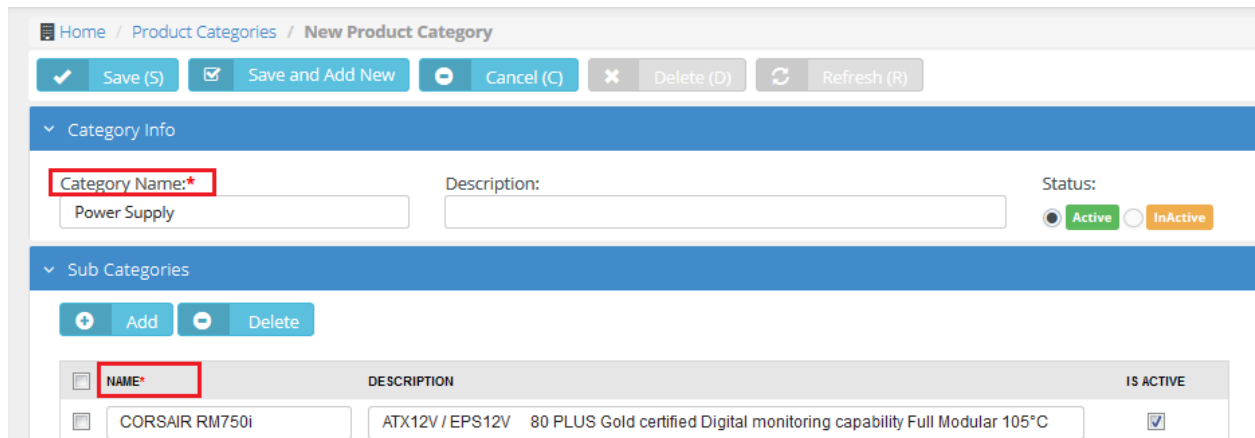 Home / Product Categories / New Product Category
Save (S) Save and Add New Cancel (C) Delete (D) Refresh (R)
Category Info
Category Name:* Description: Status:
Power Supply Active InActive
Sub Categories
Add Delete
NAME* DESCRIPTION IS ACTIVE
CORSAIR RM750i ATX12V / EPS12V 80 PLUS Gold certified Digital monitoring capability Full Modular 105°C